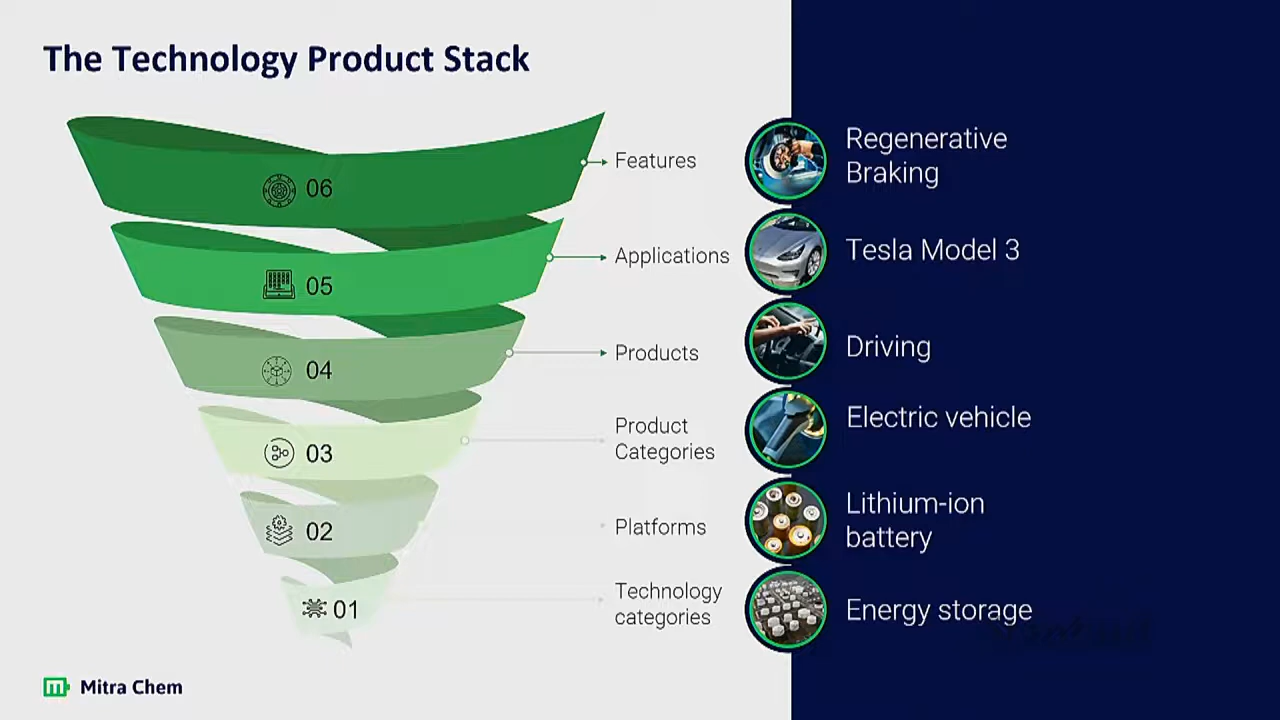 The Technology Product Stack
06
Features
Regenerative
Braking
05
Applications
Tesla Model 3
04
Products
Driving
03
Product
Categories
Electric vehicle
02
Platforms
Lithium-ion
battery
01
Technology
categories
Energy storage
Mitra Chem